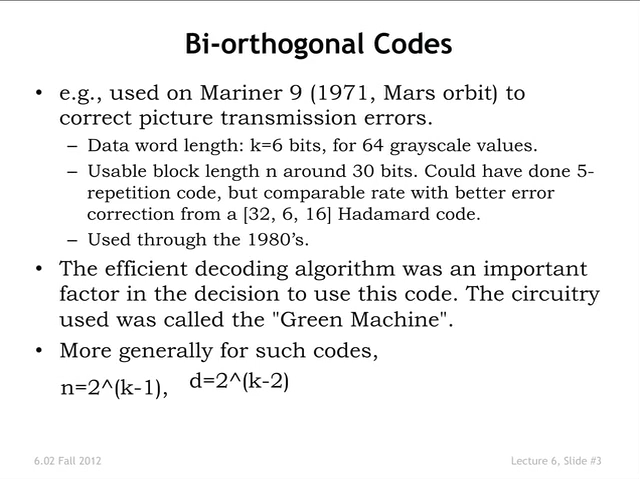 Bi-orthogonal Codes
• e.g., used on Mariner 9 (1971, Mars orbit) to
correct picture transmission errors.
– Data word length: k=6 bits, for 64 grayscale values.
– Usable block length n around 30 bits. Could have done 5-
repetition code, but comparable rate with better error
correction from a [32, 6, 16] Hadamard code.
– Used through the 1980's.
• The efficient decoding algorithm was an important
factor in the decision to use this code. The circuitry
used was called the "Green Machine".
• More generally for such codes,
n=2^(k-1), d=2^(k-2)
6.02 Fall 2012
Lecture 6, Slide #3